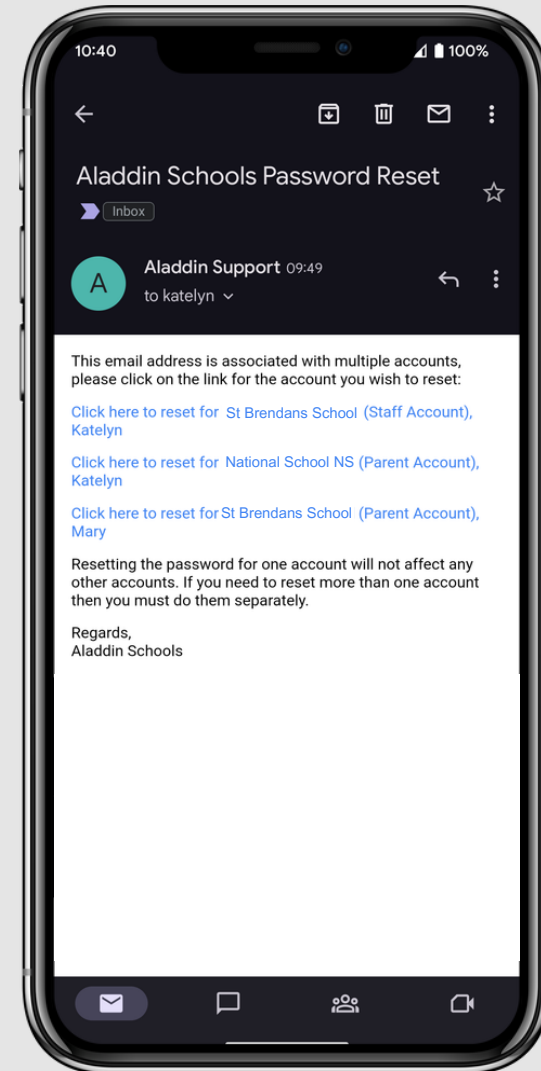 10:40
100%
Aladdin Schools Password Reset
Inbox
A
Aladdin Support 09:49
to katelyn
This email address is associated with multiple accounts,
please click on the link for the account you wish to reset:
Click here to reset for St Brendans School (Staff Account),
Katelyn
Click here to reset for National School NS (Parent Account),
Katelyn
Click here to reset for St Brendans School (Parent Account),
Mary
Resetting the password for one account will not affect any
other accounts. If you need to reset more than one account
then you must do them separately.
Regards,
Aladdin Schools